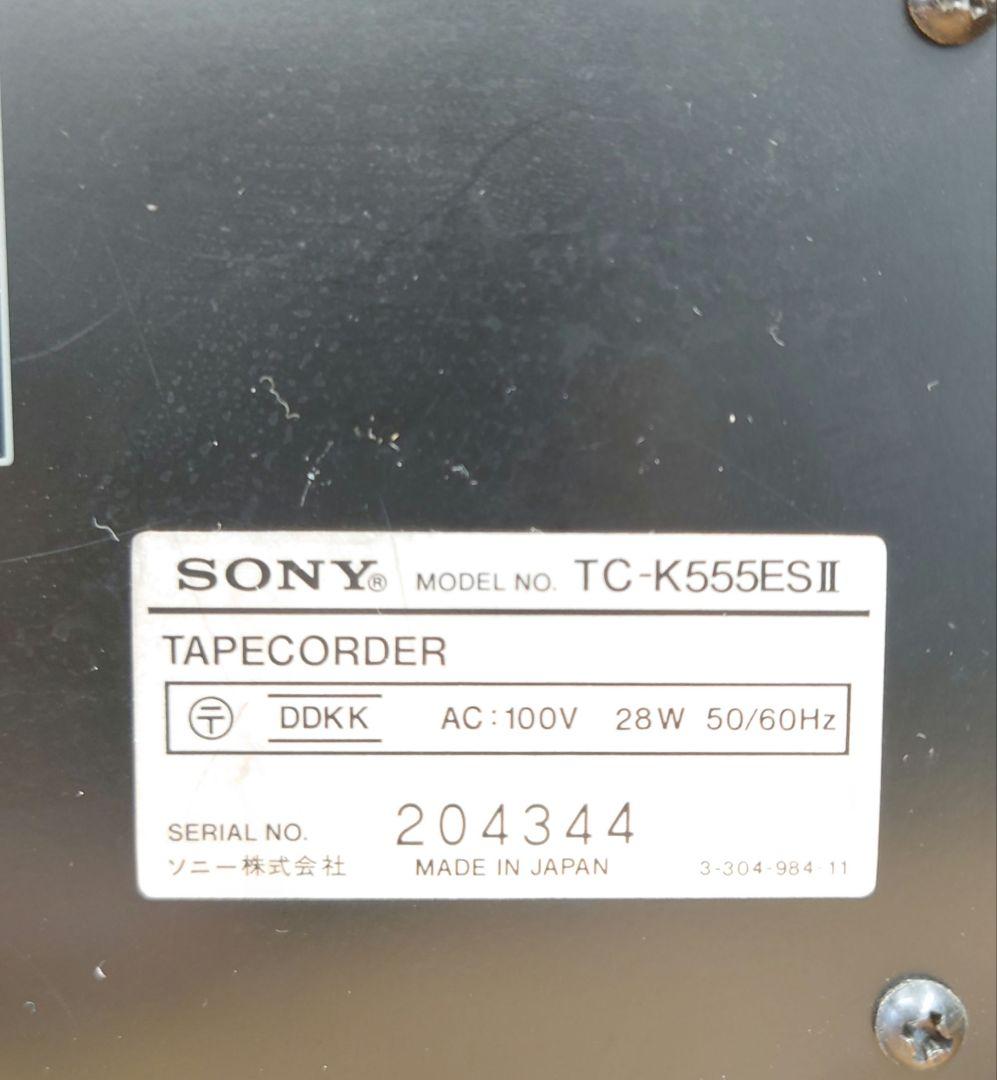 SONY® MODEL NO. TC-K555ESII
TAPECORDER
〶 DDKK AC:100V 28W 50/60Hz
SERIAL NO. 204344
ソニー株式会社 MADE IN JAPAN 3-304-984-11